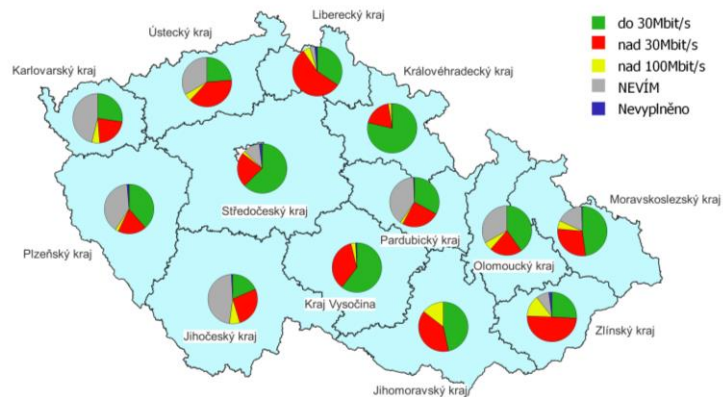 Liberecký kraj
do 30Mbit/s
nad 30Mbit/s
nad 100Mbit/s
NEVÍM
Nevyplněno
Ústecký kraj
Karlovarský kraj
Královéhradecký kraj
Středočeský kraj
Moravskoslezský kraj
Plzeňský kraj
Pardubický kraj
Olomoucký kraj
Kraj Vysočina
Jihočeský kraj
Zlínský kraj
Jihomoravský kraj